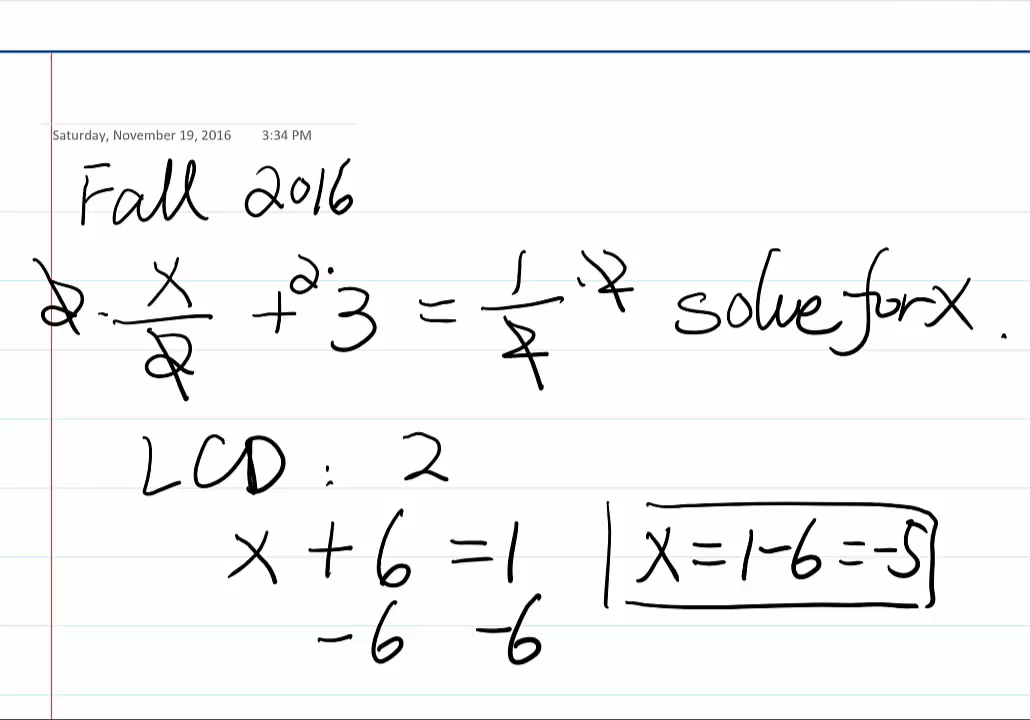 Saturday, November 19, 2016 3:34 PM
Fall 2016
2 · x/2 + 2 · 3 = 1/2 · 2 solve for x.
LCD : 2
x + 6 = 1
x = 1 - 6 = -5
-6 -6